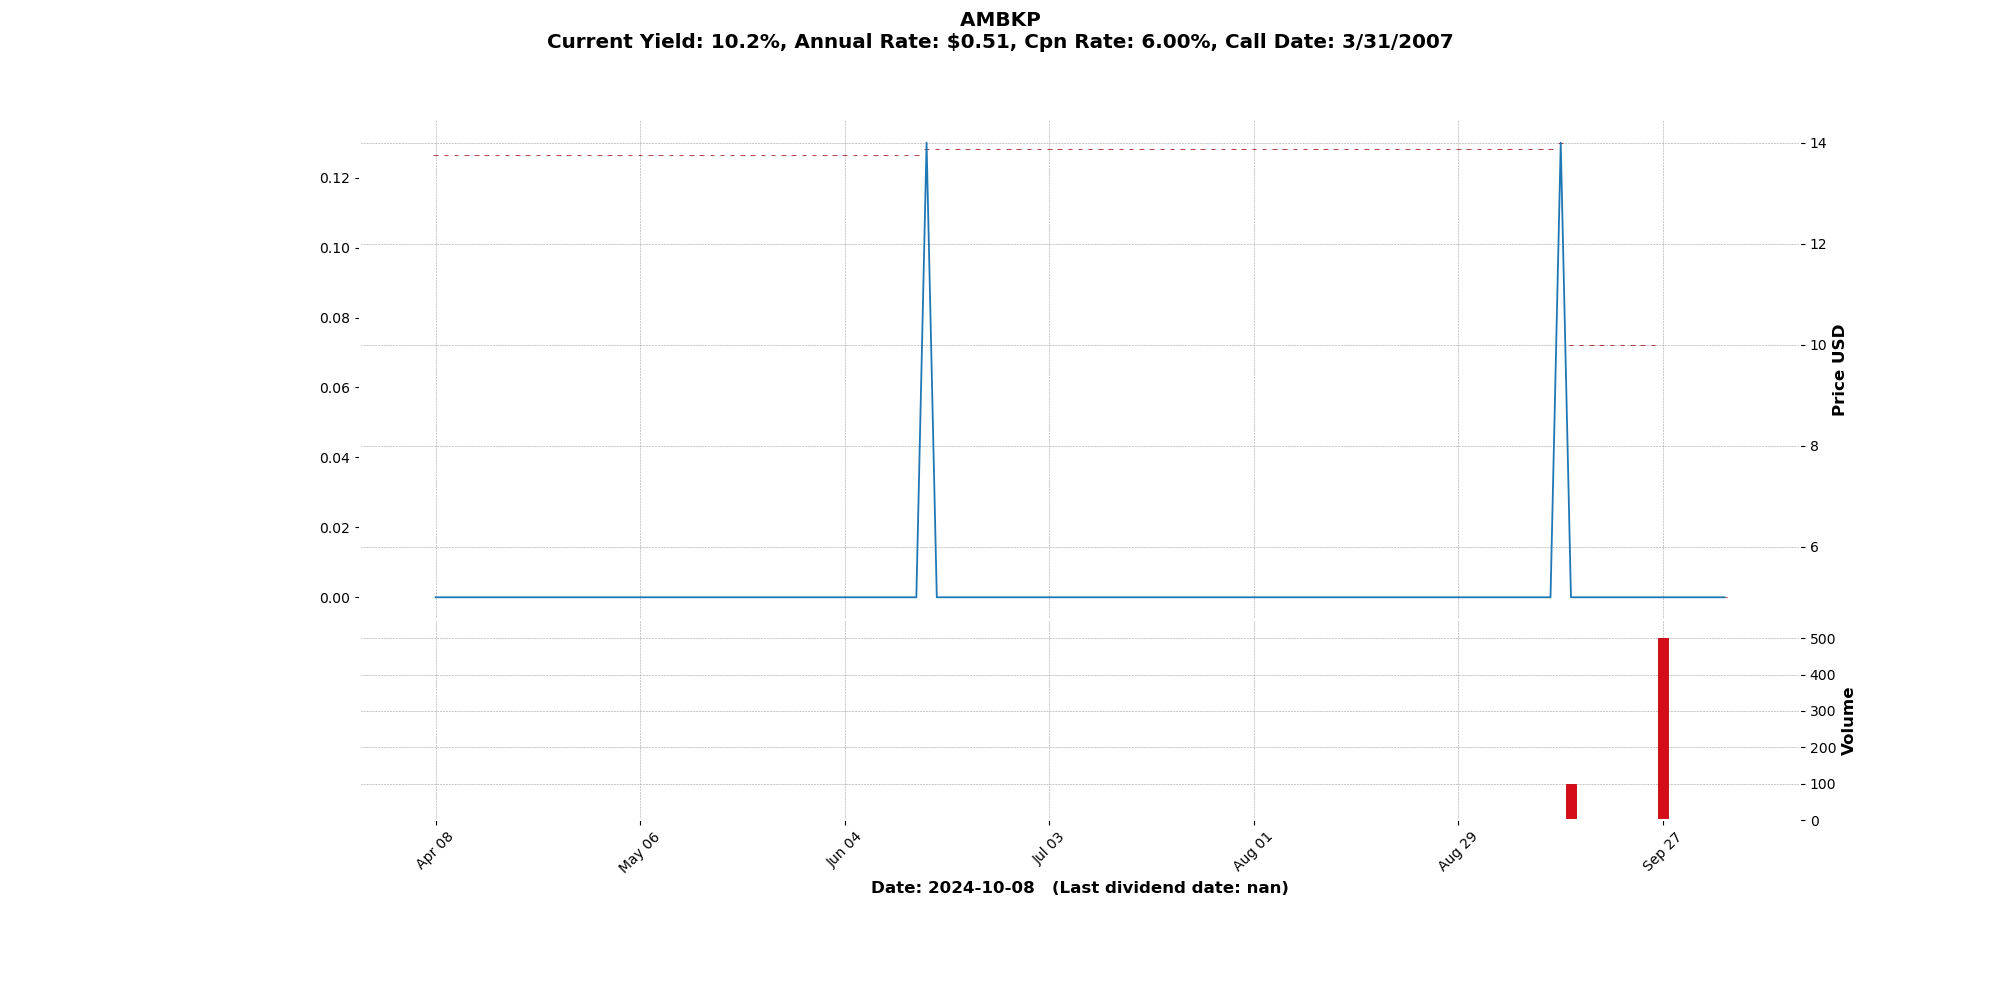 AMBKP
Current Yield: 10.2%, Annual Rate: $0.51, Cpn Rate: 6.00%, Call Date: 3/31/2007
0.12
0.10
0.08
0.06
0.04
0.02
0.00
14
12
10
8
6
Price USD
500
400
300
200
100
0
Volume
Apr 08
May 06
Jun 04
Jul 03
Aug 01
Aug 29
Sep 27
Date: 2024-10-08 (Last dividend date: nan)